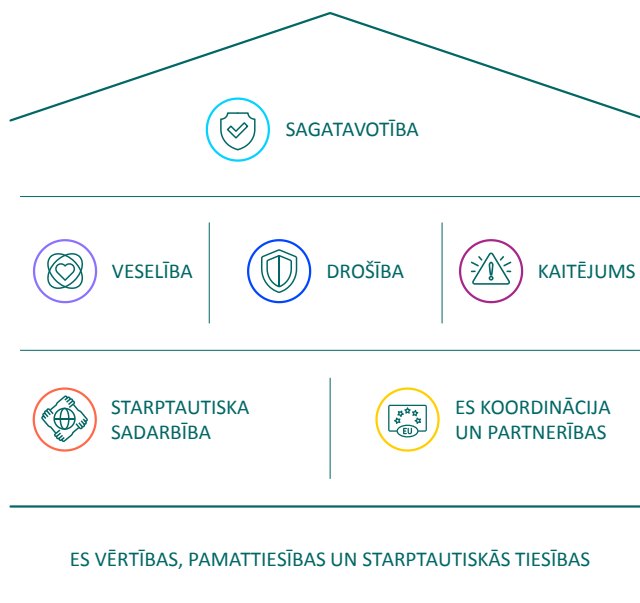 SAGATAVOTĪBA
VESELĪBA
DROŠĪBA
KAITĒJUMS
STARPTAUTISKA
SADARBĪBA
EU
ES KOORDINĀCIJA
UN PARTNERĪBAS
ES VĒRTĪBAS, PAMATTIESĪBAS UN STARPTAUTISKĀS TIESĪBAS